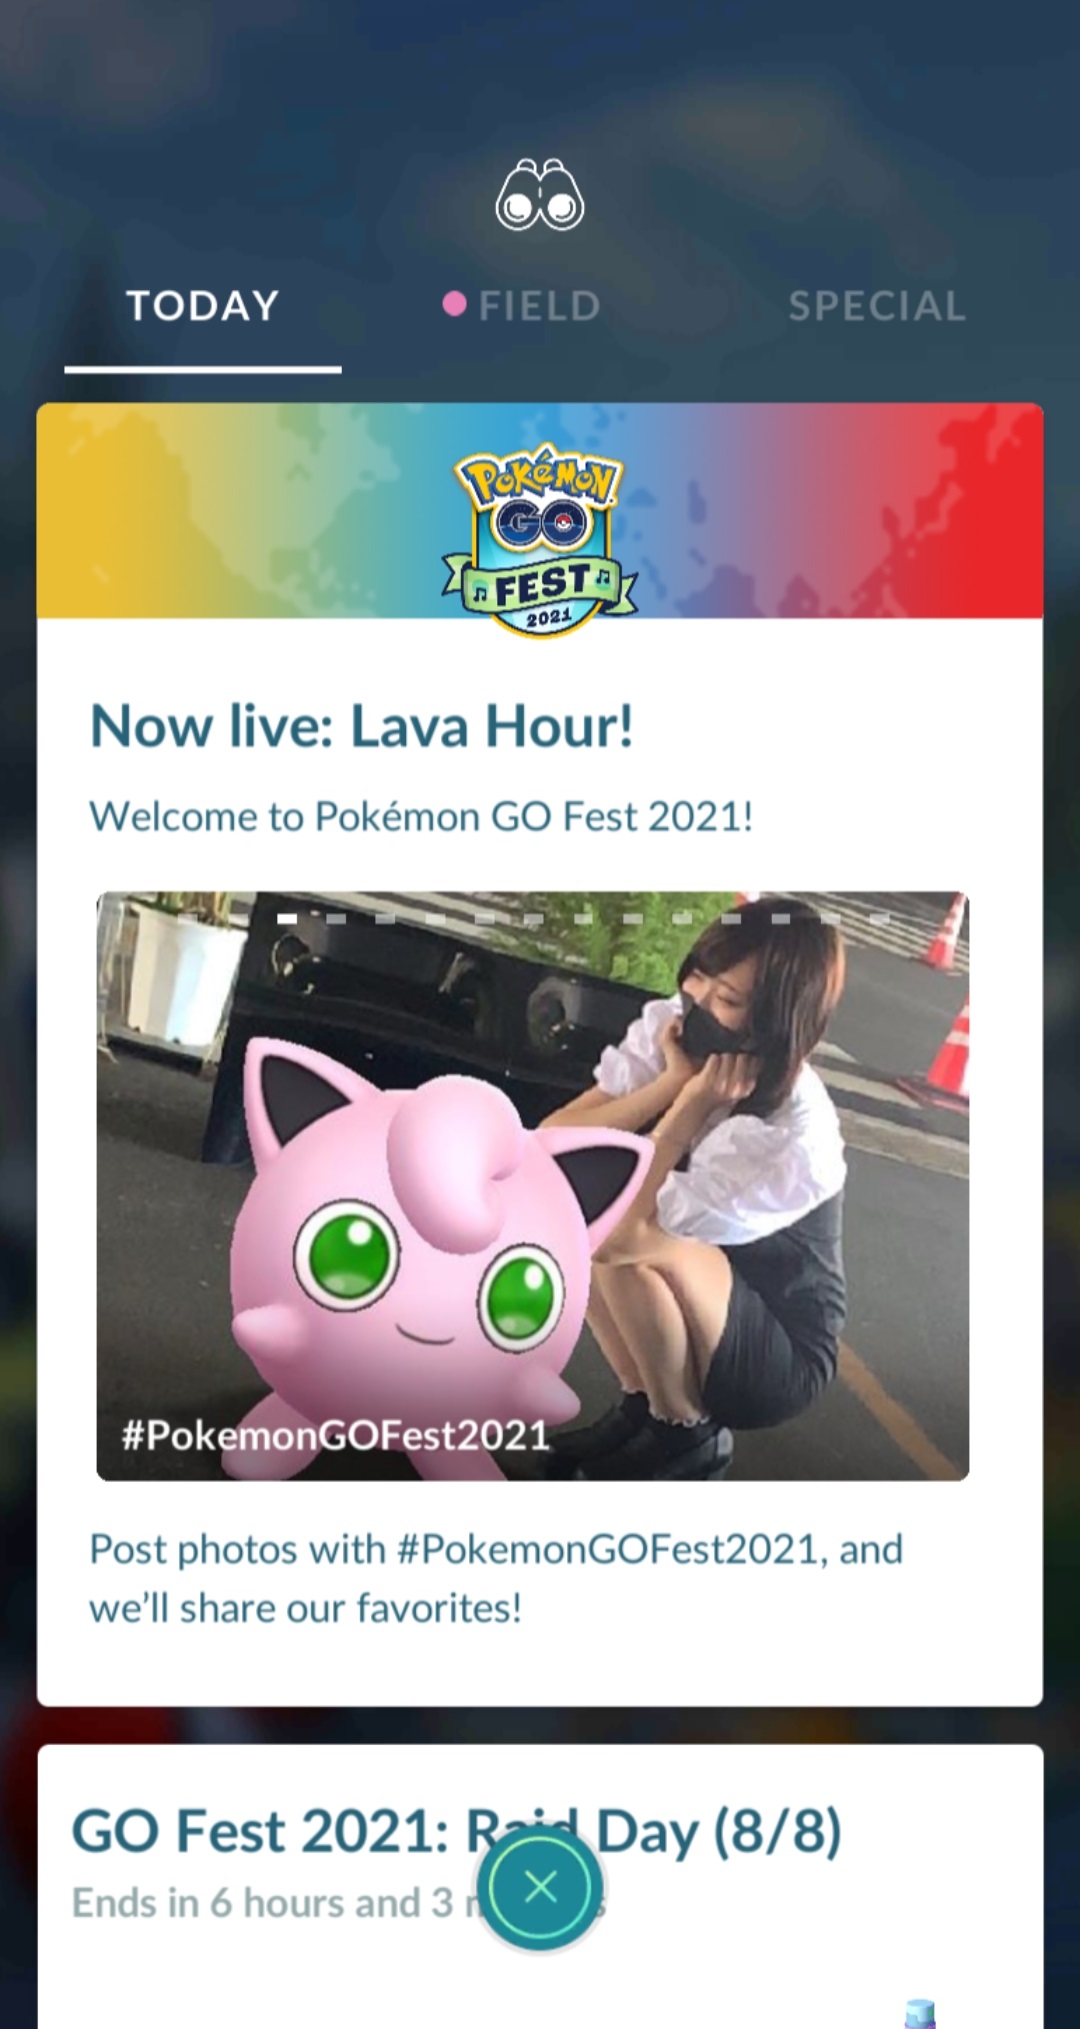 TODAY
FIELD
SPECIAL
POKéMON
GO
FEST
2021
Now live: Lava Hour!
Welcome to Pokémon GO Fest 2021!
#PokemonGOFest2021
Post photos with #PokemonGOFest2021, and
we'll share our favorites!
GO Fest 2021: Raid Day (8/8)
Ends in 6 hours and 3